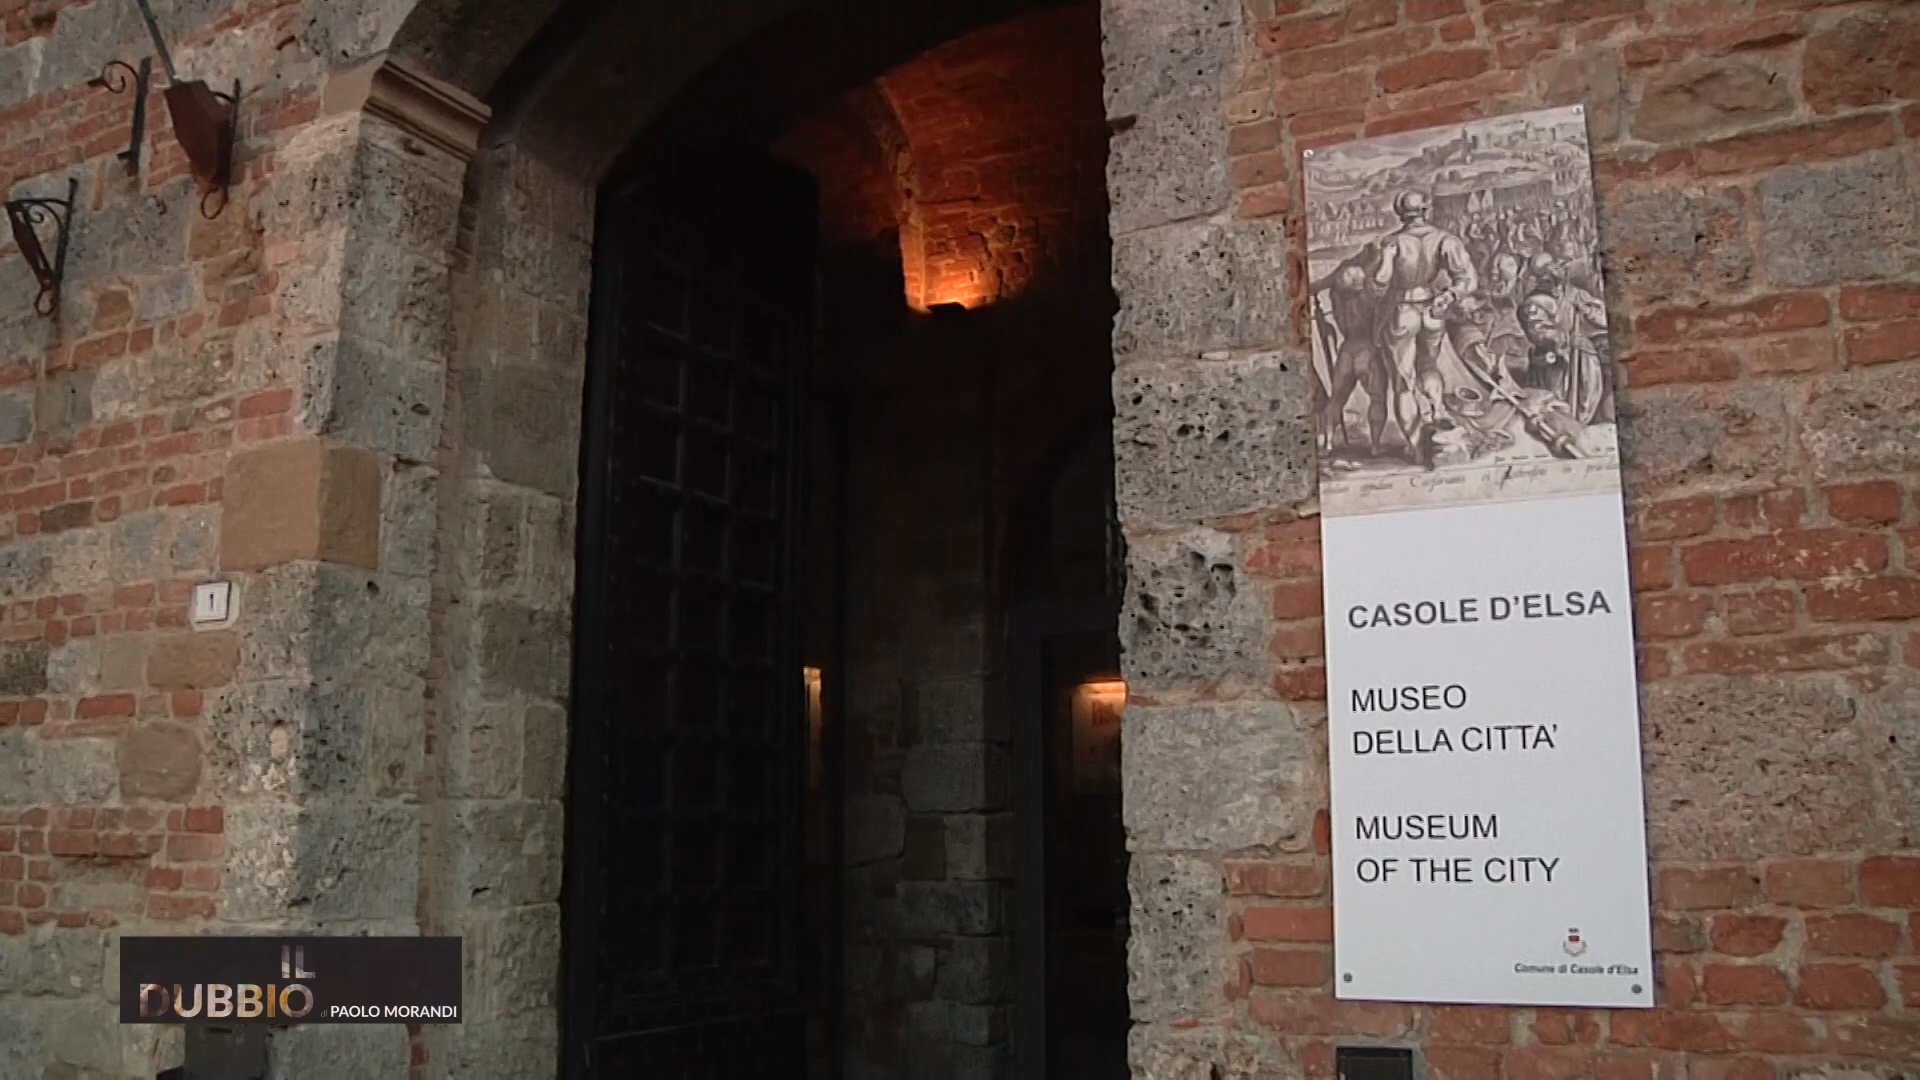 1
CASOLE D'ELSA
MUSEO
DELLA CITTA'
MUSEUM
OF THE CITY
Comune di Casole d'Elsa
IL
DUBBIO
di PAOLO MORANDI